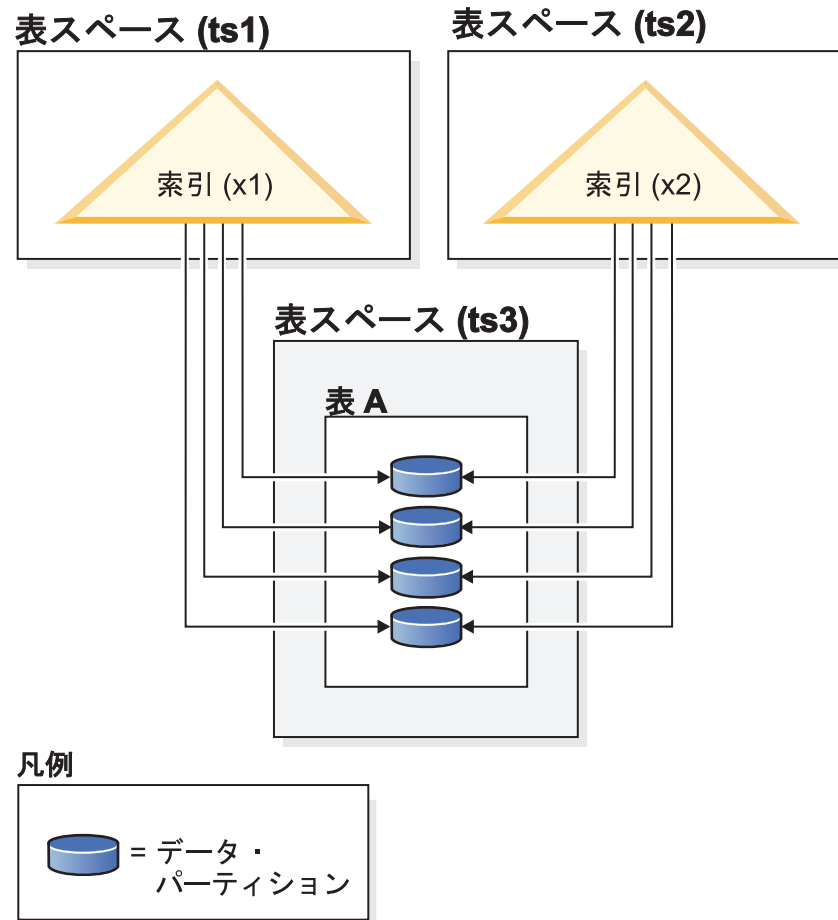 表スペース (ts1)
表スペース (ts2)
索引 (x1)
索引 (x2)
表スペース (ts3)
表 A
凡例
= データ・
パーティション